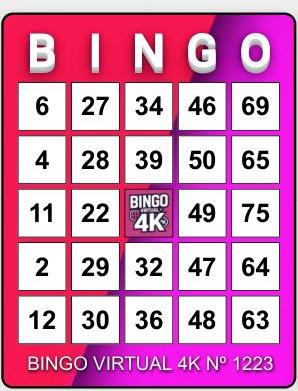 B I N G O
6 27 34 46 69
4 28 39 50 65
11 22 BINGO VIRTUAL 4K 49 75
2 29 32 47 64
12 30 36 48 63
BINGO VIRTUAL 4K Nº 1223